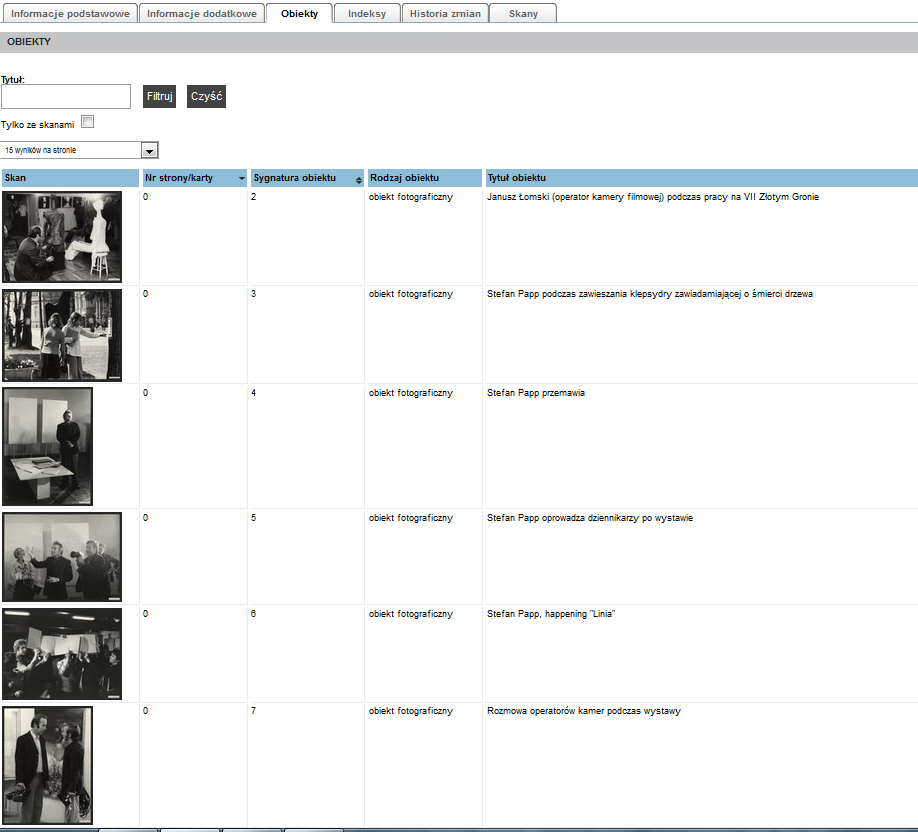 Informacje podstawowe Informacje dodatkowe Obiekty Indeksy Historia zmian Skany
OBIEKTY
Tytuł:
Filtruj Czyść
Tylko ze skanami
15 wyników na stronie
Skan Nr strony/karty Sygnatura obiektu Rodzaj obiektu Tytuł obiektu
0 2 obiekt fotograficzny Janusz Łomski (operator kamery filmowej) podczas pracy na VII Złotym Gronie
0 3 obiekt fotograficzny Stefan Papp podczas zawieszania klepsydry zawiadamiającej o śmierci drzewa
0 4 obiekt fotograficzny Stefan Papp przemawia
0 5 obiekt fotograficzny Stefan Papp oprowadza dziennikarzy po wystawie
0 6 obiekt fotograficzny Stefan Papp, happening "Linia"
0 7 obiekt fotograficzny Rozmowa operatorów kamer podczas wystawy